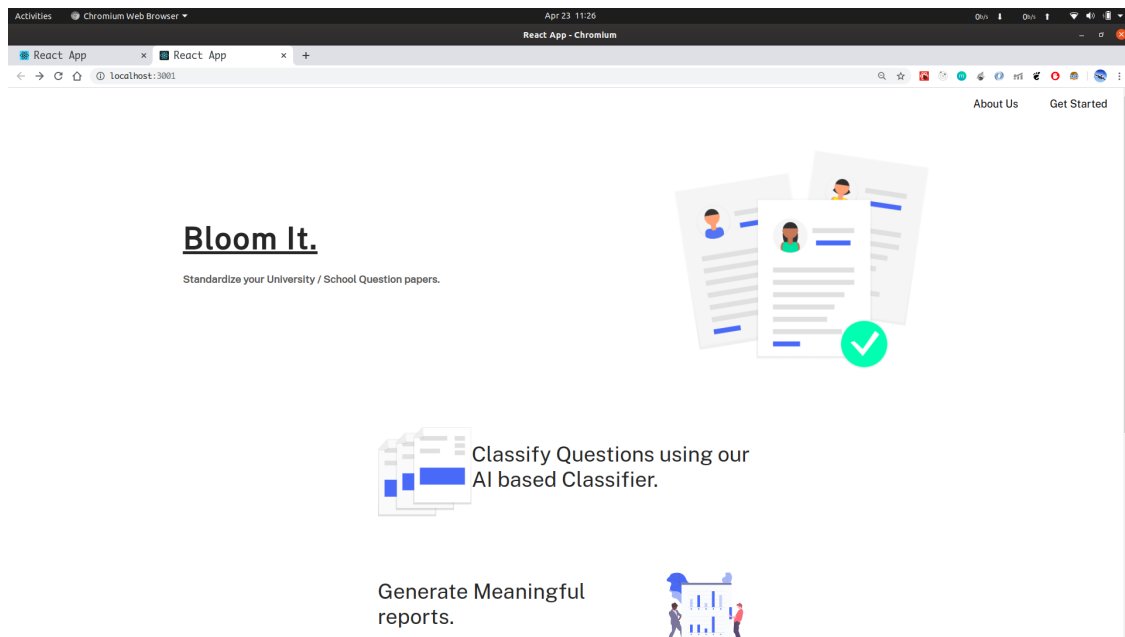 Activities Chromium Web Browser Apr 23 11:26 0b/s 0b/s
React App - Chromium
React App × React App × +
localhost:3001
About Us Get Started
Bloom It.
Standardize your University / School Question papers.
Classify Questions using our
AI based Classifier.
Generate Meaningful
reports.